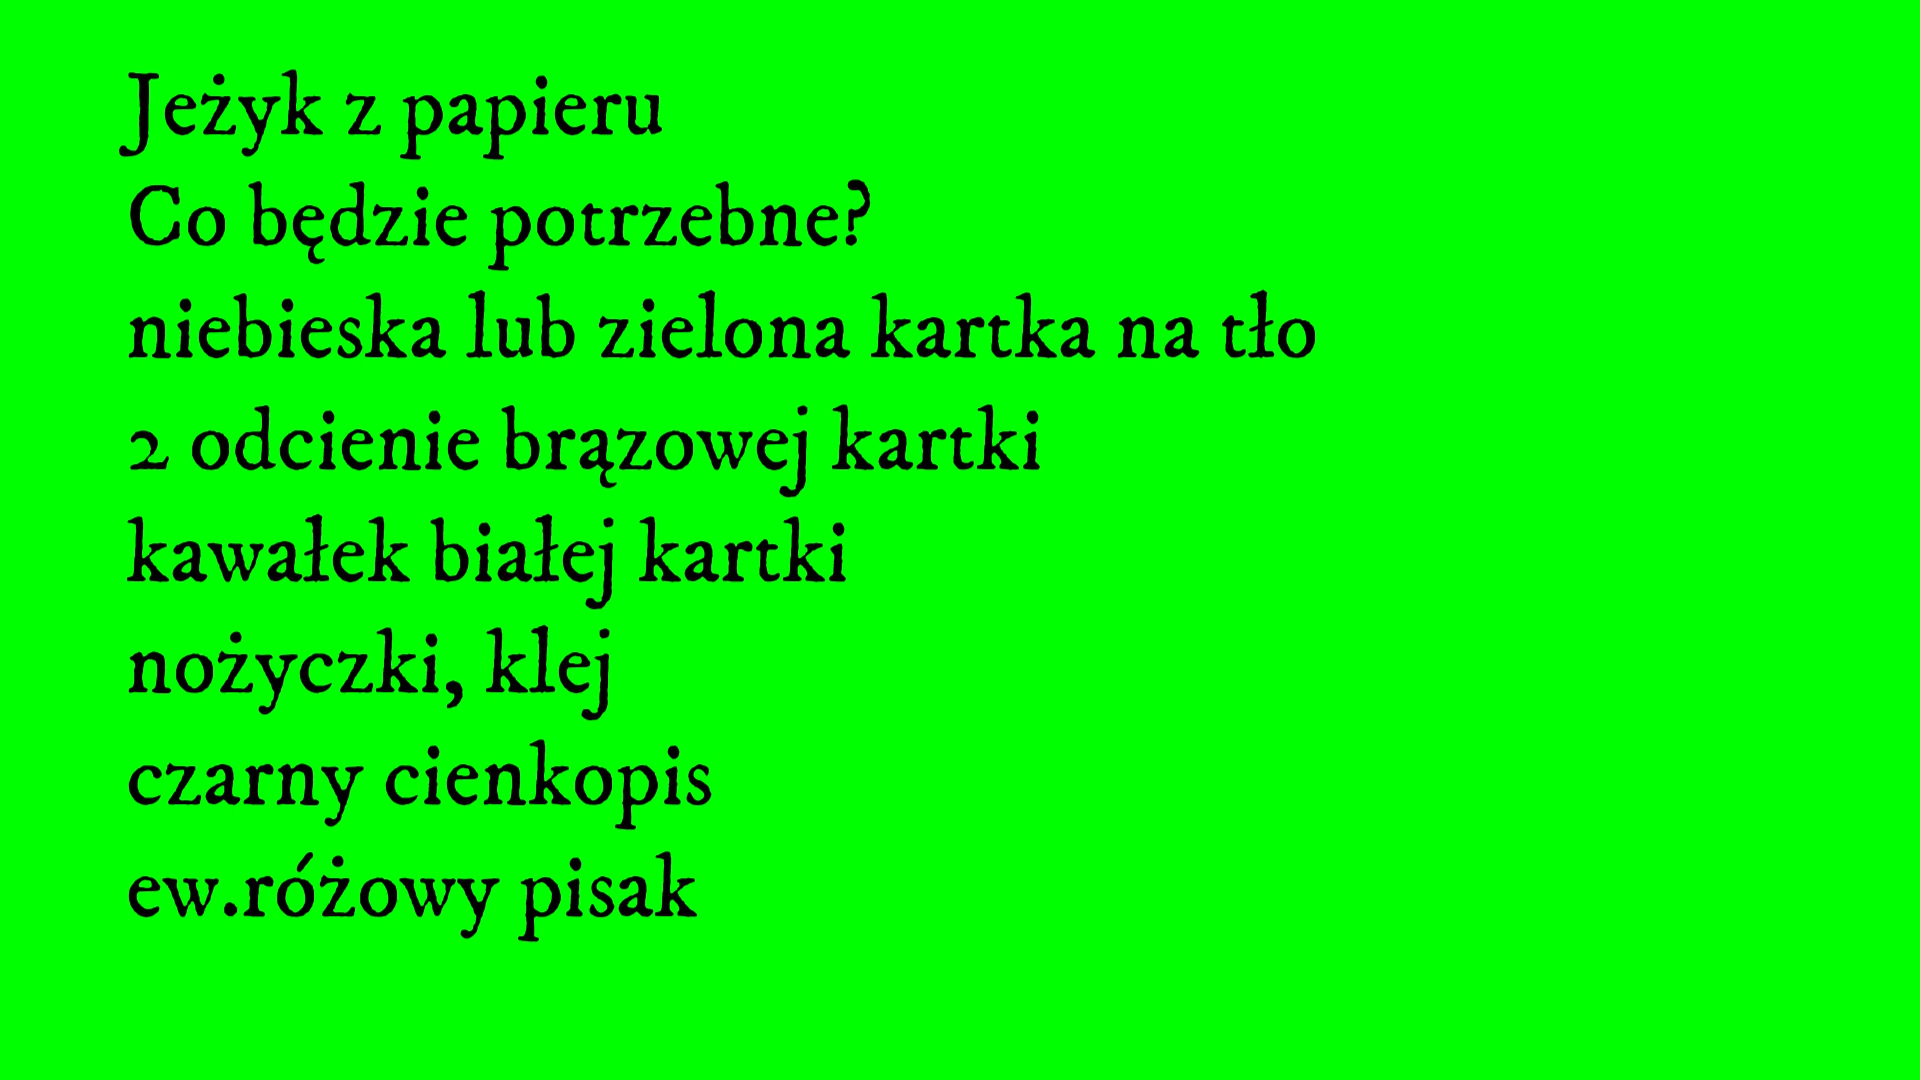 Jeżyk z papieru
Co będzie potrzebne?
niebieska lub zielona kartka na tło
2 odcienie brązowej kartki
kawałek białej kartki
nożyczki, klej
czarny cienkopis
ew.różowy pisak